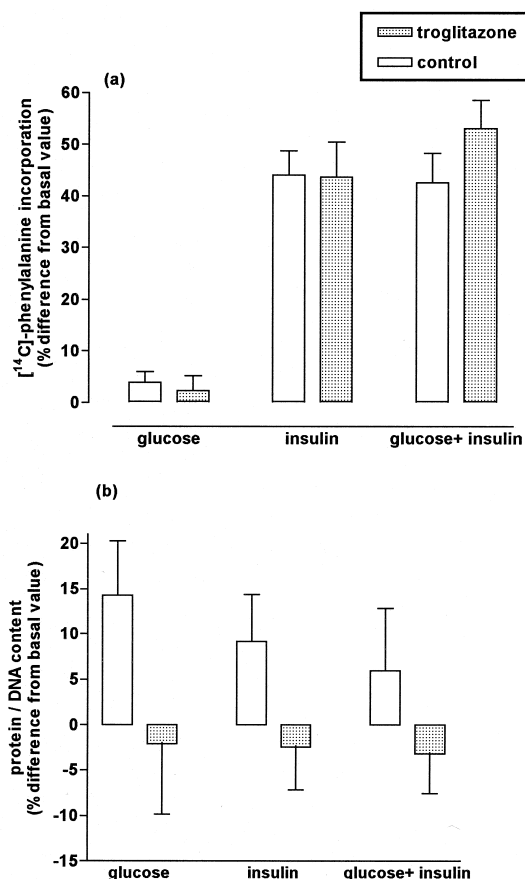 troglitazone
control
(a)
[14C]-phenylalanine incorporation
(% difference from basal value)
60
50
40
30
20
10
0
glucose
insulin
glucose+ insulin
(b)
protein / DNA content
(% difference from basal value)
20
15
10
5
0
-5
-10
-15
glucose
insulin
glucose+ insulin